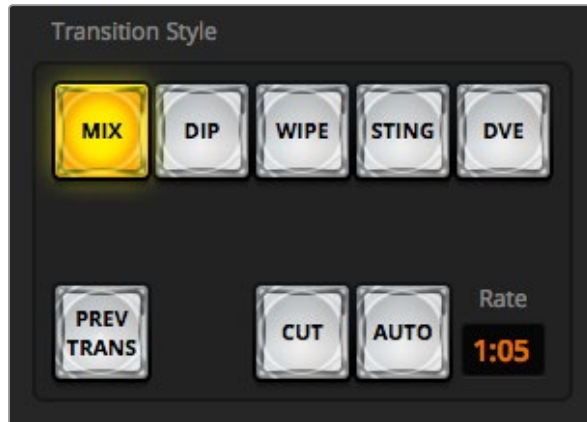 Transition Style
MIX DIP WIPE STING DVE
PREV
TRANS
CUT AUTO
Rate
1:05